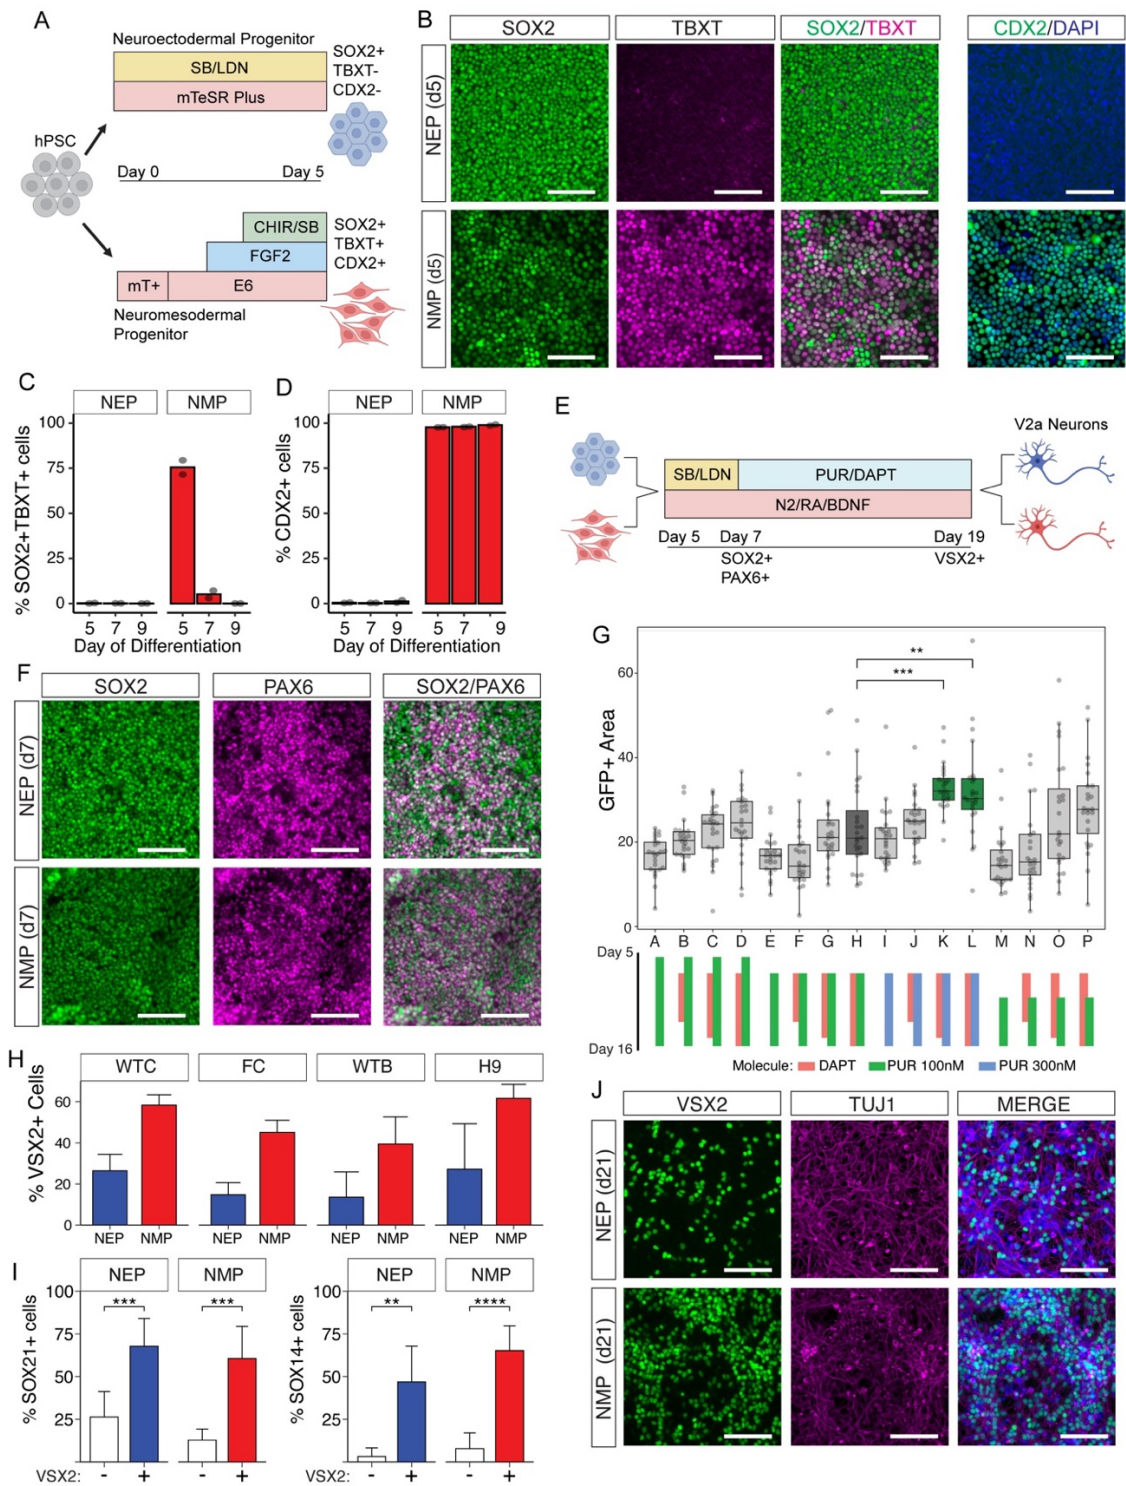 A
Neuroectodermal Progenitor
SB/LDN
mTeSR Plus
SOX2+
TBXT-
CDX2-
hPSC
Day 0
Day 5
CHIR/SB
FGF2
mT+
E6
SOX2+
TBXT+
CDX2+
Neuromesodermal
Progenitor
B
SOX2
TBXT
SOX2/TBXT
CDX2/DAPI
NEP (d5)
NMP (d5)
C
NEP
NMP
% SOX2+TBXT+ cells
100
75
50
25
0
5 7 9 5 7 9
Day of Differentiation
D
NEP
NMP
% CDX2+ cells
100
75
50
25
0
5 7 9 5 7 9
Day of Differentiation
E
V2a Neurons
SB/LDN
PUR/DAPT
N2/RA/BDNF
Day 5
Day 7
Day 19
SOX2+
VSX2+
PAX6+
F
SOX2
PAX6
SOX2/PAX6
NEP (d7)
NMP (d7)
G
GFP+ Area
60
40
20
0
**
***
A B C D E F G H I J K L M N O P
Day 5
Day 16
Molecule: DAPT PUR 100nM PUR 300nM
H
WTC
FC
WTB
H9
% VSX2+ Cells
60
40
20
0
NEP NMP NEP NMP NEP NMP NEP NMP
I
NEP
NMP
% SOX21+ cells
100
75
50
25
*** ***
VSX2: - + - +
NEP
NMP
% SOX14+ cells
100
75
50
25
** ****
VSX2: - + - +
J
VSX2
TUJ1
MERGE
NEP (d21)
NMP (d21)